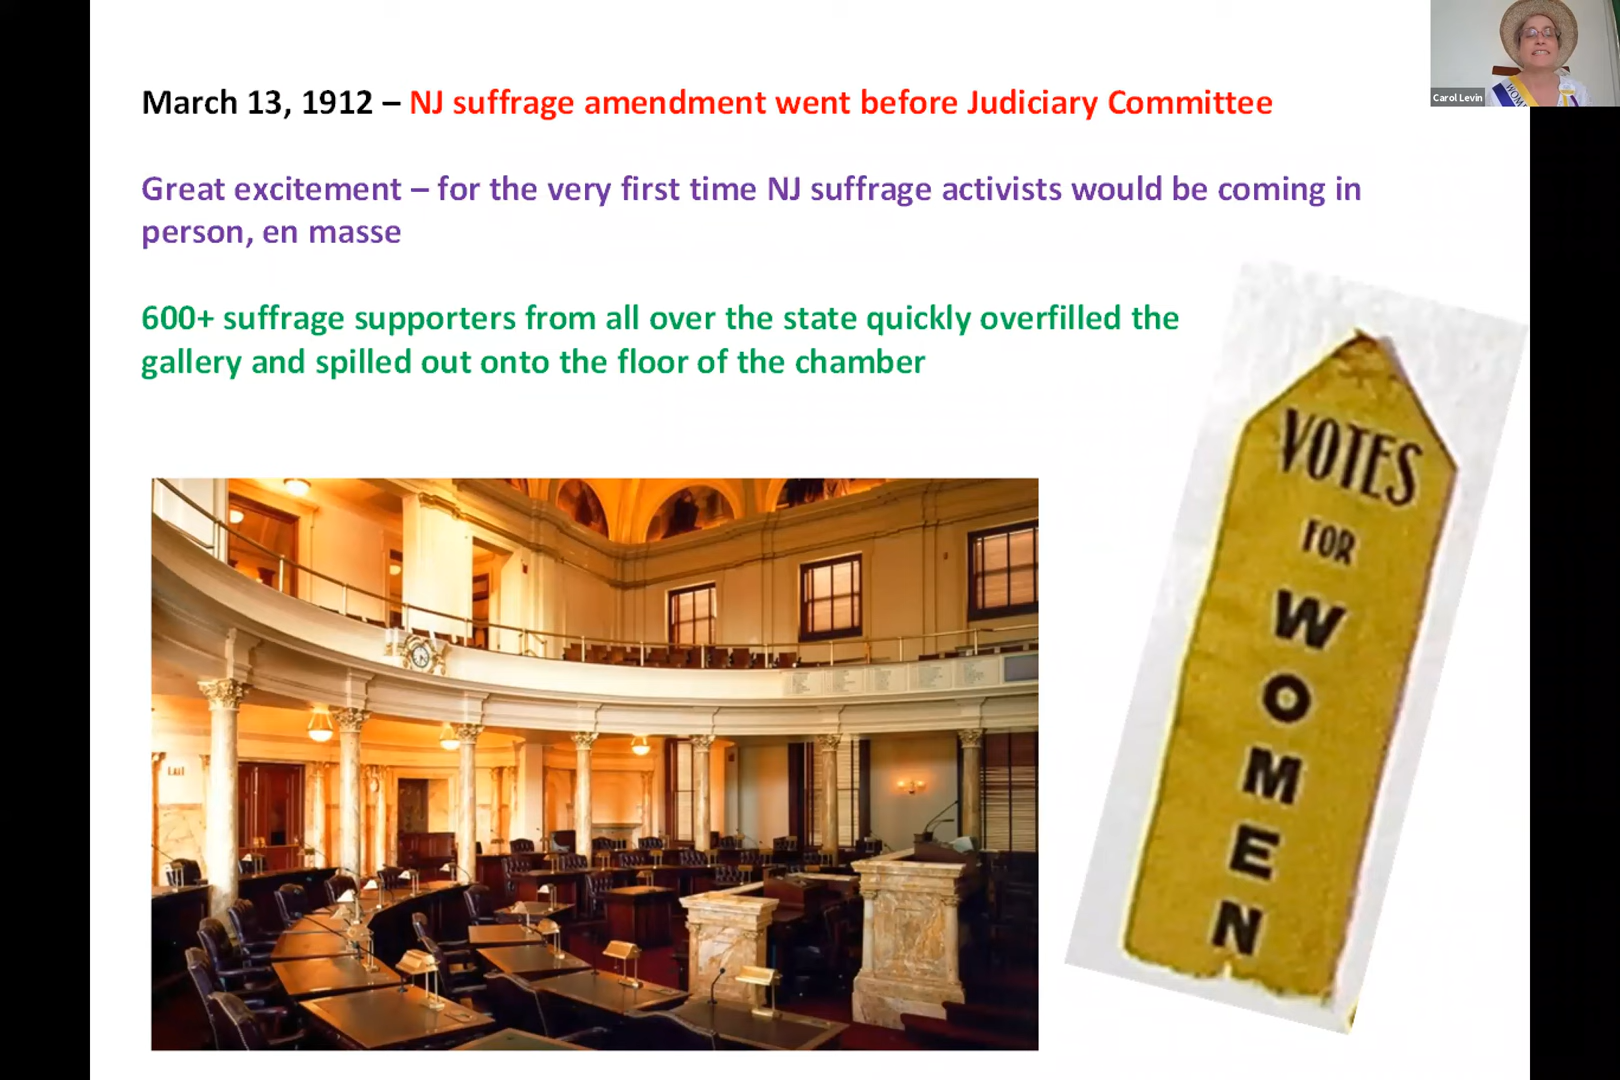 March 13, 1912 – NJ suffrage amendment went before Judiciary Committee
Great excitement – for the very first time NJ suffrage activists would be coming in
person, en masse
600+ suffrage supporters from all over the state quickly overfilled the
gallery and spilled out onto the floor of the chamber
VOTES
FOR
W
O
M
E
N
Carol Levin